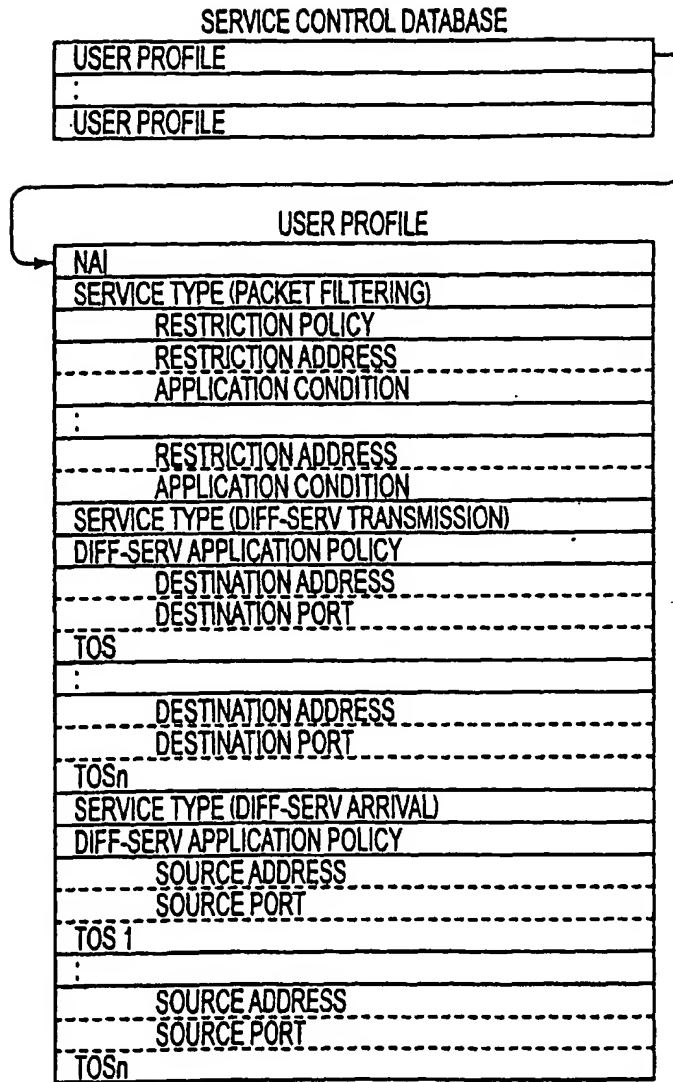 SERVICE CONTROL DATABASE
USER PROFILE
:
USER PROFILE
USER PROFILE
NAI
SERVICE TYPE (PACKET FILTERING)
RESTRICTION POLICY
RESTRICTION ADDRESS
APPLICATION CONDITION
:
RESTRICTION ADDRESS
APPLICATION CONDITION
SERVICE TYPE (DIFF-SERV TRANSMISSION)
DIFF-SERV APPLICATION POLICY
DESTINATION ADDRESS
DESTINATION PORT
TOS
:
DESTINATION ADDRESS
DESTINATION PORT
TOSn
SERVICE TYPE (DIFF-SERV ARRIVAL)
DIFF-SERV APPLICATION POLICY
SOURCE ADDRESS
SOURCE PORT
TOS 1
:
SOURCE ADDRESS
SOURCE PORT
TOSn